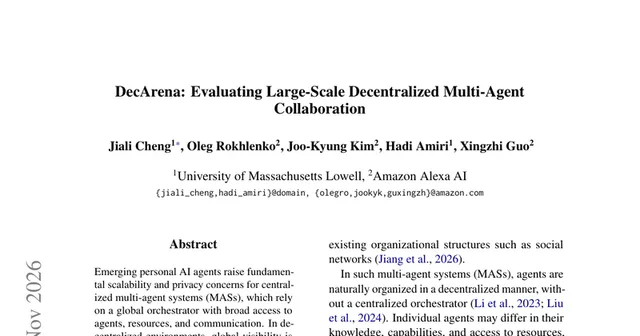 DecArena: Evaluating Large-Scale Decentralized Multi-Agent
Collaboration
Jiali Cheng1*, Oleg Rokhlenko2, Joo-Kyung Kim2, Hadi Amiri1, Xingzhi Guo2
1University of Massachusetts Lowell, 2Amazon Alexa AI
{jiali_cheng,hadi_amiri}@domain, {olegro,jookyk,guxingzh}@amazon.com
Nov 2026
Abstract
Emerging personal AI agents raise fundamen-
tal scalability and privacy concerns for central-
ized multi-agent systems (MASs), which rely
on a global orchestrator with broad access to
agents, resources, and communication. In de-
centralized environments, global visibility is
existing organizational structures such as social
networks (Jiang et al., 2026).
In such multi-agent systems (MASs), agents are
naturally organized in a decentralized manner, with-
out a centralized orchestrator (Li et al., 2023; Liu
et al., 2024). Individual agents may differ in their
knowledge, capabilities, and access to resources,